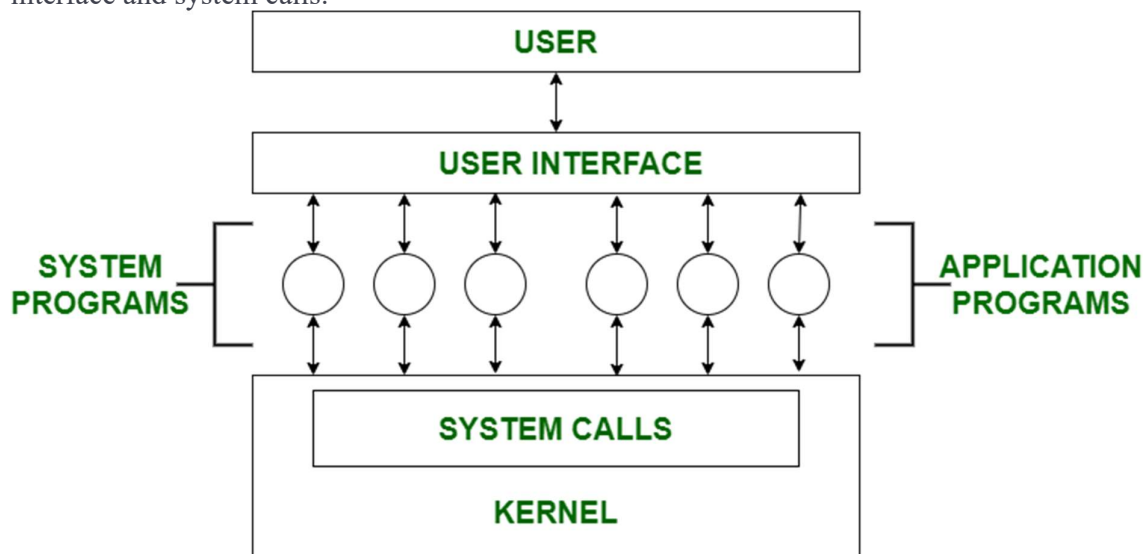 interface and system calls.
USER
USER INTERFACE
SYSTEM
PROGRAMS
APPLICATION
PROGRAMS
SYSTEM CALLS
KERNEL